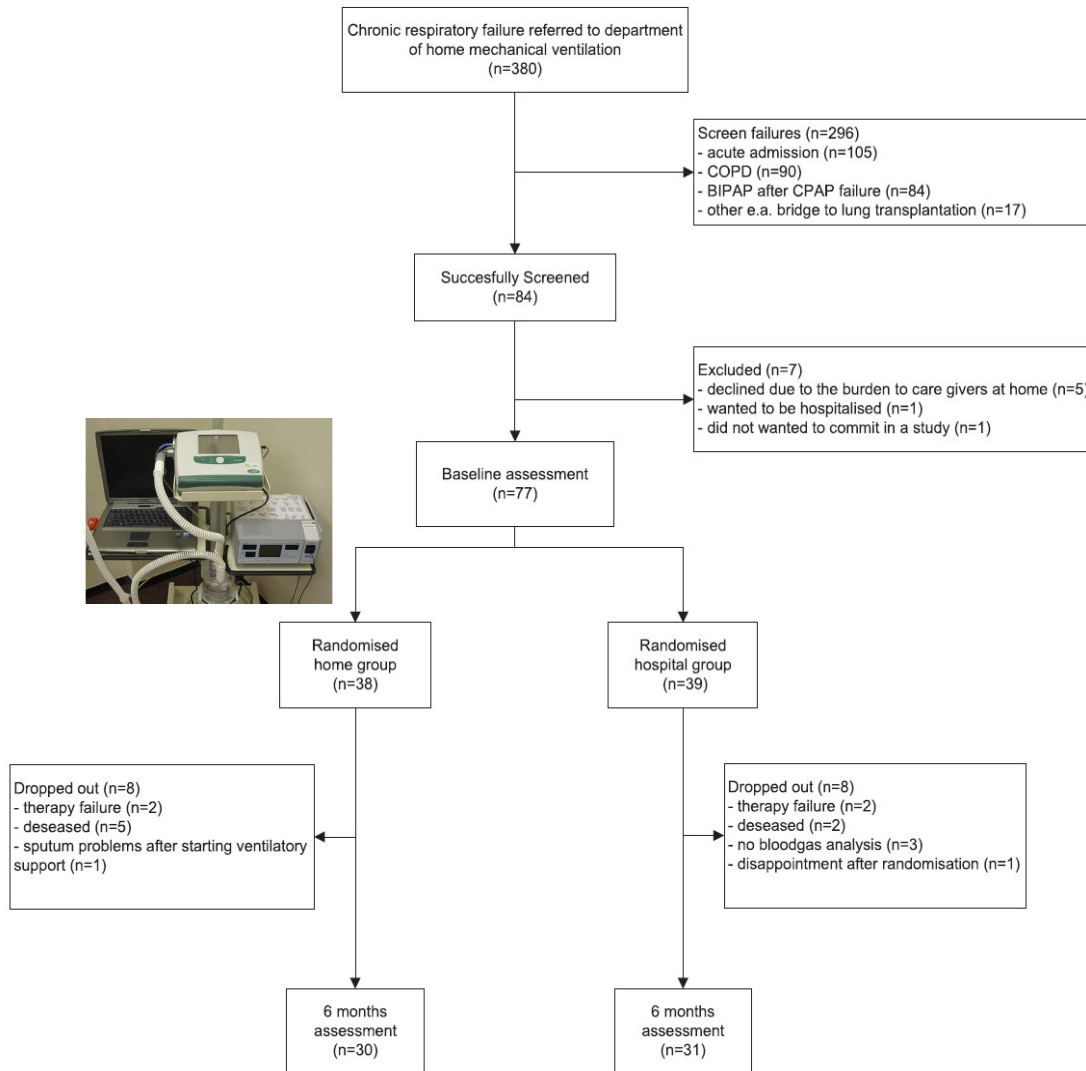 Chronic respiratory failure referred to department
of home mechanical ventilation
(n=380)
Screen failures (n=296)
- acute admission (n=105)
- COPD (n=90)
- BIPAP after CPAP failure (n=84)
- other e.a. bridge to lung transplantation (n=17)
Succesfully Screened
(n=84)
Excluded (n=7)
- declined due to the burden to care givers at home (n=5)
- wanted to be hospitalised (n=1)
- did not wanted to commit in a study (n=1)
Baseline assessment
(n=77)
Randomised
home group
(n=38)
Randomised
hospital group
(n=39)
Dropped out (n=8)
- therapy failure (n=2)
- deseased (n=5)
- sputum problems after starting ventilatory
support (n=1)
Dropped out (n=8)
- therapy failure (n=2)
- deseased (n=2)
- no bloodgas analysis (n=3)
- disappointment after randomisation (n=1)
6 months
assessment
(n=30)
6 months
assessment
(n=31)